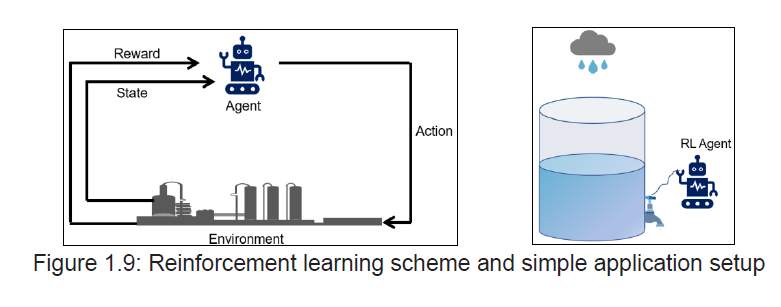 Reward
State
Agent
Action
Environment
RL Agent
Figure 1.9: Reinforcement learning scheme and simple application setup